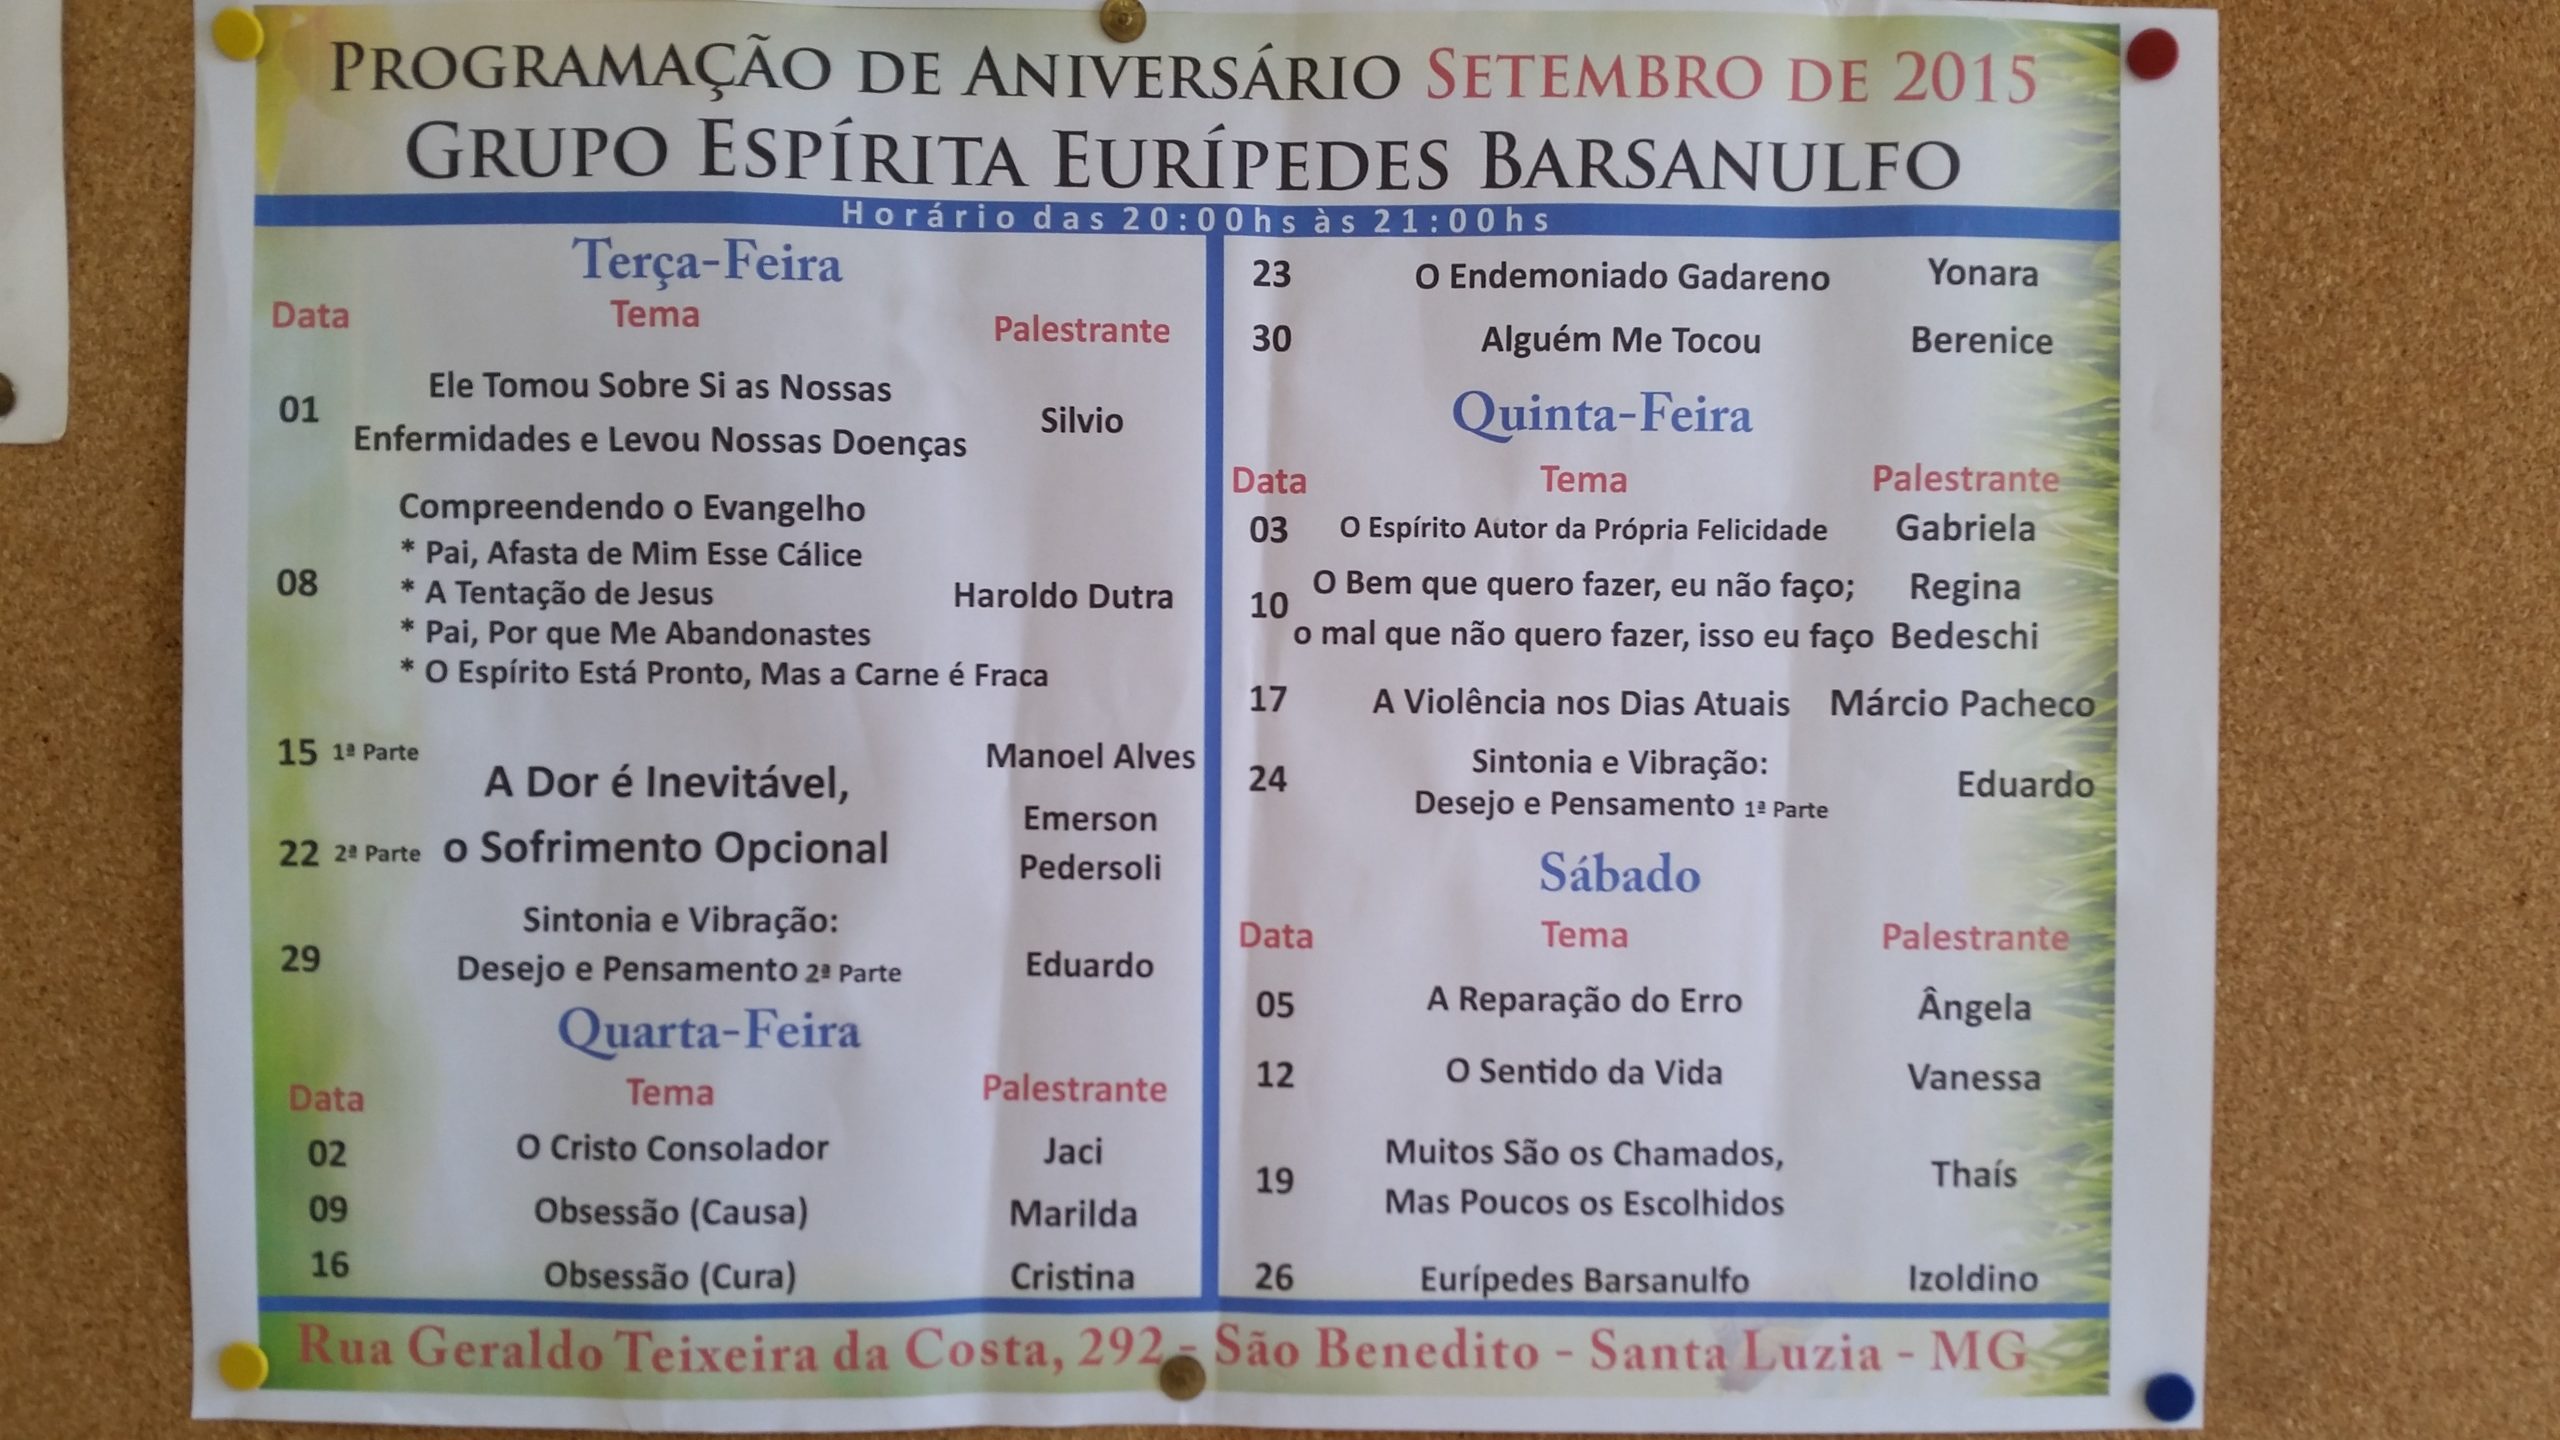 Programação de Aniversário Setembro de 2015
Grupo Espírita Eurípedes Barsanulfo
Horário das 20:00hs às 21:00hs
Terça-Feira
Data Tema Palestrante
01 Ele Tomou Sobre Si as Nossas
Enfermidades e Levou Nossas Doenças Silvio
08 Compreendendo o Evangelho
* Pai, Afasta de Mim Esse Cálice
* A Tentação de Jesus Haroldo Dutra
* Pai, Por que Me Abandonastes
* O Espírito Está Pronto, Mas a Carne é Fraca
15 1ª Parte Manoel Alves
A Dor é Inevitável,
22 2ª Parte o Sofrimento Opcional Emerson
Pedersoli
29 Sintonia e Vibração:
Desejo e Pensamento 2ª Parte Eduardo
Quarta-Feira
Data Tema Palestrante
02 O Cristo Consolador Jaci
09 Obsessão (Causa) Marilda
16 Obsessão (Cura) Cristina
23 O Endemoniado Gadareno Yonara
30 Alguém Me Tocou Berenice
Quinta-Feira
Data Tema Palestrante
03 O Espírito Autor da Própria Felicidade Gabriela
10 O Bem que quero fazer, eu não faço; Regina
o mal que não quero fazer, isso eu faço Bedeschi
17 A Violência nos Dias Atuais Márcio Pacheco
24 Sintonia e Vibração:
Desejo e Pensamento 1ª Parte Eduardo
Sábado
Data Tema Palestrante
05 A Reparação do Erro Ângela
12 O Sentido da Vida Vanessa
19 Muitos São os Chamados,
Mas Poucos os Escolhidos Thaís
26 Eurípedes Barsanulfo Izoldino
Rua Geraldo Teixeira da Costa, 292 - São Benedito - Santa Luzia - MG